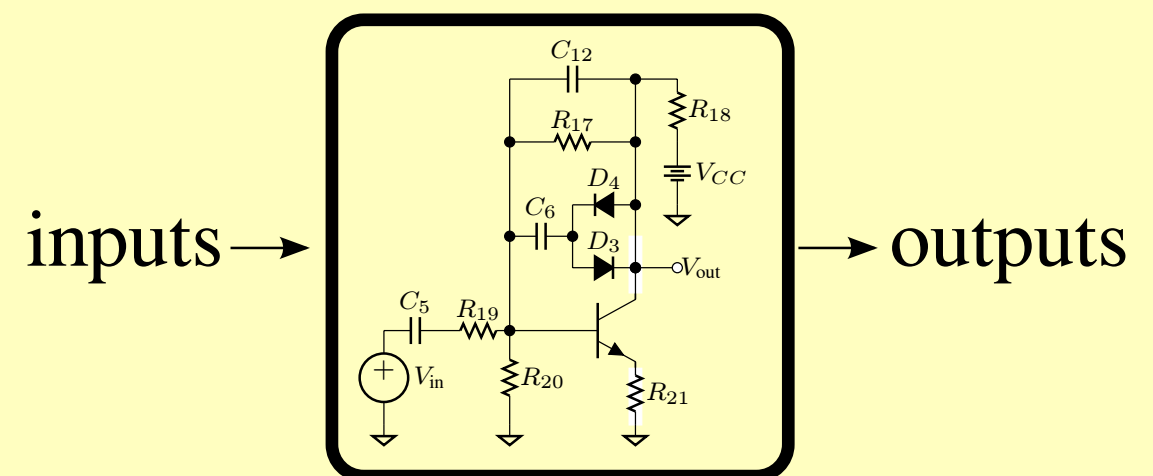 C12
R17
R18
VCC
D4
C6
D3
inputs
outputs
Vout
C5
R19
+
Vin
R20
R21